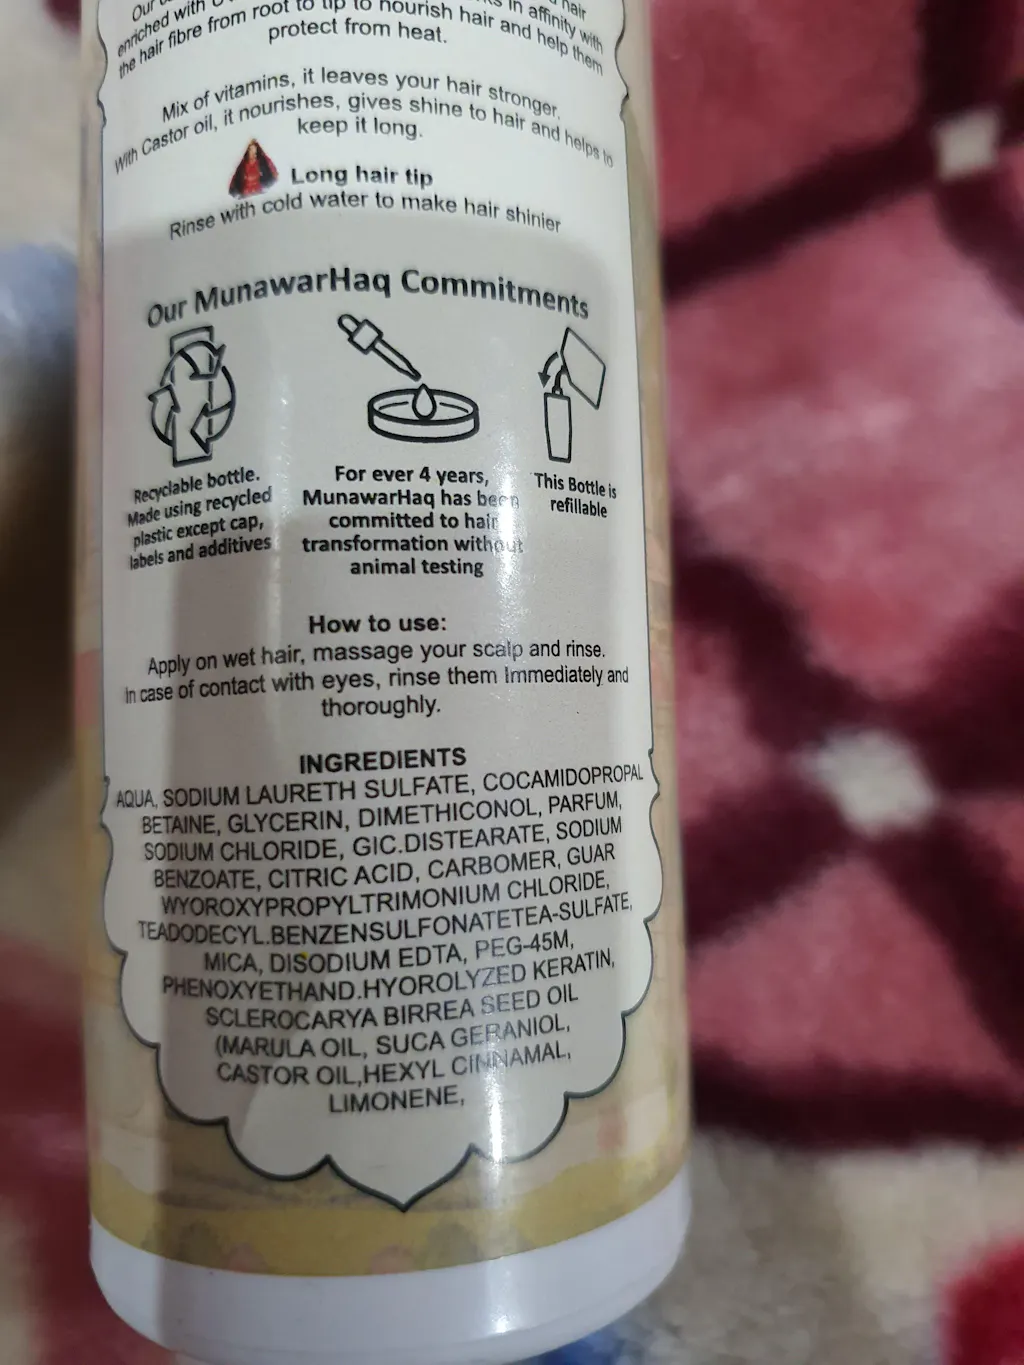 Our
hair
enriched with
in affinity with
the hair fibre from root to tip to nourish hair and help them
protect from heat.
Mix of vitamins, it leaves your hair stronger,
With Castor oil, it nourishes, gives shine to hair and helps to
keep it long.
Long hair tip
Rinse with cold water to make hair shinier
Our MunawarHaq Commitments
Recyclable bottle.
Made using recycled
plastic except cap,
labels and additives
For ever 4 years,
MunawarHaq has been
committed to hair
transformation without
animal testing
This Bottle is
refillable
How to use:
Apply on wet hair, massage your scalp and rinse.
In case of contact with eyes, rinse them Immediately and
thoroughly.
INGREDIENTS
AQUA, SODIUM LAURETH SULFATE, COCAMIDOPROPAL
BETAINE, GLYCERIN, DIMETHICONOL, PARFUM,
SODIUM CHLORIDE, GIC.DISTEARATE, SODIUM
BENZOATE, CITRIC ACID, CARBOMER, GUAR
WYOROXYPROPYLTRIMONIUM CHLORIDE,
TEADODECYL.BENZENSULFONATETEA-SULFATE,
MICA, DISODIUM EDTA, PEG-45M,
PHENOXYETHAND.HYOROLYZED KERATIN,
SCLEROCARYA BIRREA SEED OIL
(MARULA OIL, SUCA GERANIOL,
CASTOR OIL,HEXYL CINNAMAL,
LIMONENE,